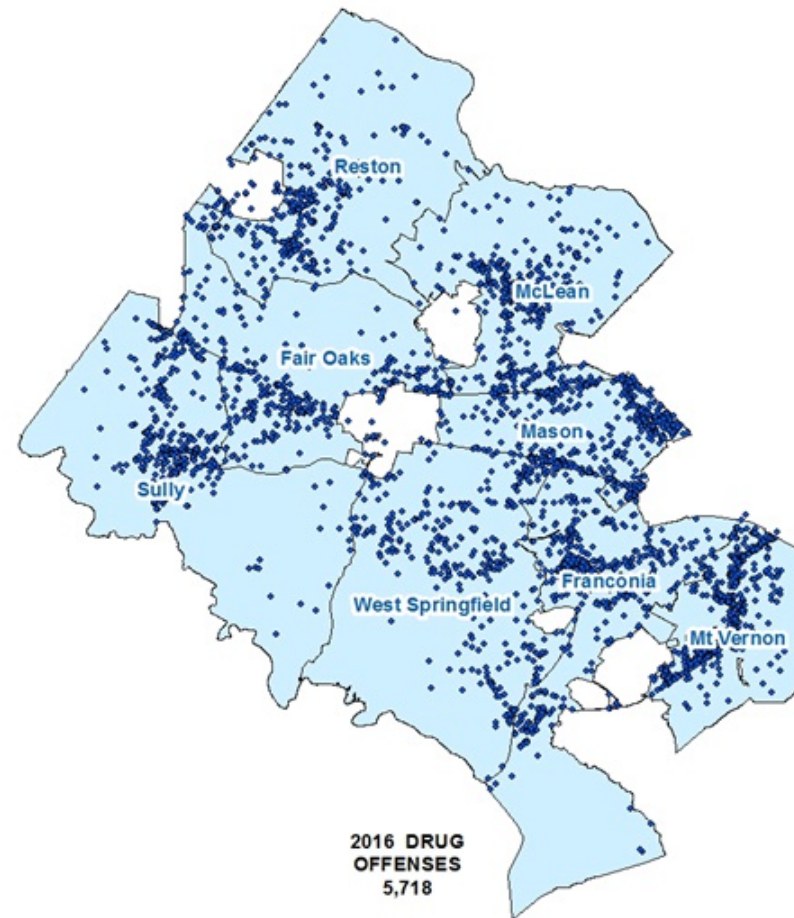 Reston
McLean
Fair Oaks
Mason
Sully
Franconia
West Springfield
Mt Vernon
2016 DRUG
OFFENSES
5,718